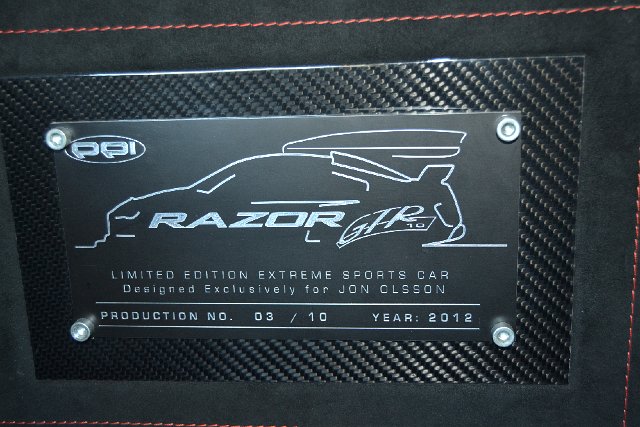 PPI
RAZOR GTR
10
LIMITED EDITION EXTREME SPORTS CAR
Designed Exclusively for JON OLSSON
PRODUCTION NO. 03 / 10 YEAR: 2012